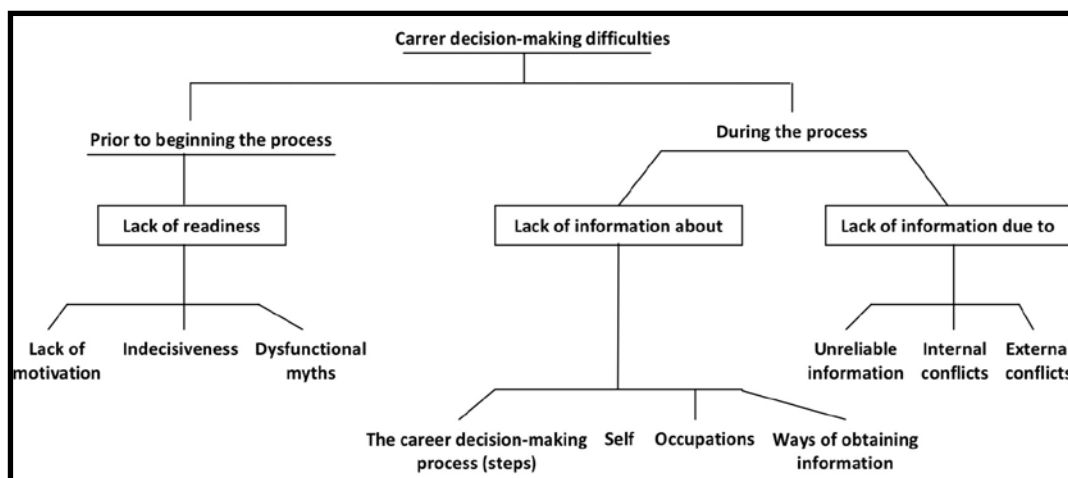 Carrer decision-making difficulties
Prior to beginning the process
During the process
Lack of readiness
Lack of information about
Lack of information due to
Lack of motivation
Indecisiveness
Dysfunctional myths
Unreliable information
Internal conflicts
External conflicts
The career decision-making process (steps)
Self
Occupations
Ways of obtaining information